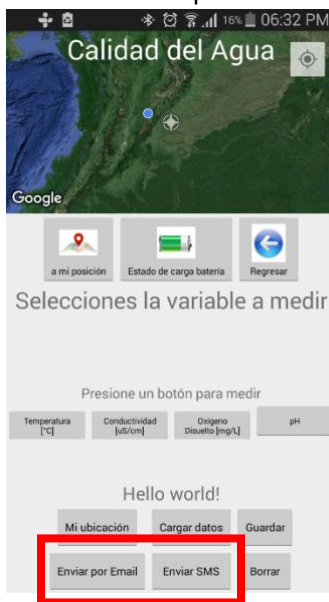 16% 06:32 PM
Calidad del Agua
Google
a mi posición Estado de carga batería Regresar
Selecciones la variable a medir
Presione un botón para medir
Temperatura [°C] Conductividad [uS/cm] Oxigeno Disuelto [mg/L] pH
Hello world!
Mi ubicación Cargar datos Guardar
Enviar por Email Enviar SMS Borrar